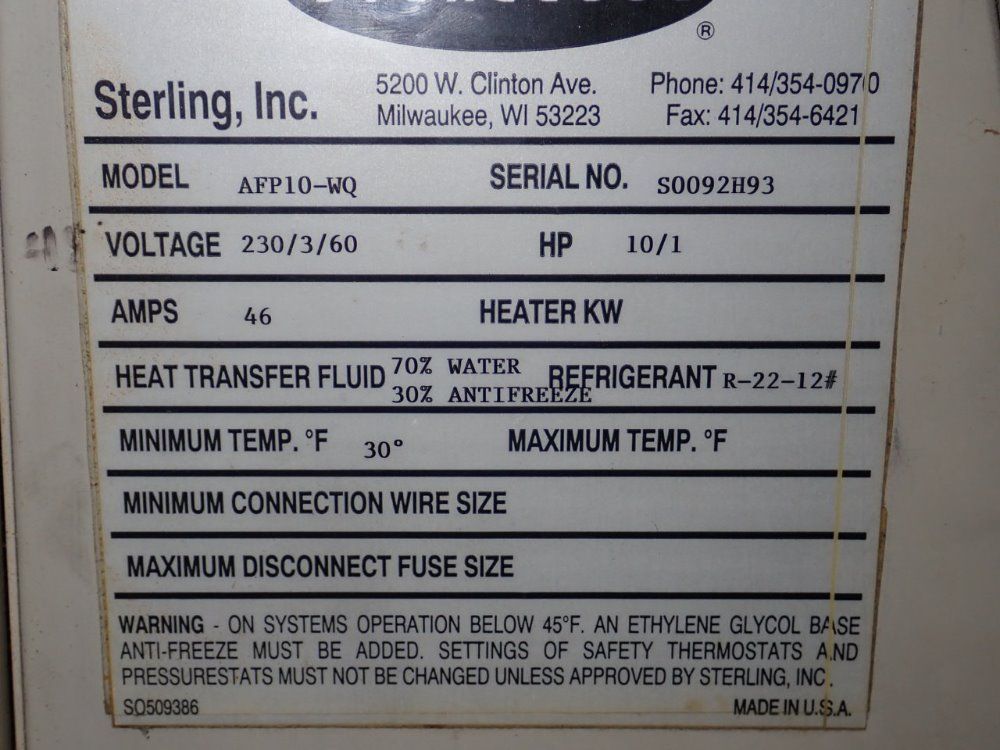 ®
Sterling, Inc. 5200 W. Clinton Ave. Phone: 414/354-0970
Milwaukee, WI 53223 Fax: 414/354-6421
MODEL AFP10-WQ SERIAL NO. S0092H93
VOLTAGE 230/3/60 HP 10/1
AMPS 46 HEATER KW
HEAT TRANSFER FLUID 70% WATER 30% ANTIFREEZE REFRIGERANT R-22-12#
MINIMUM TEMP. °F 30° MAXIMUM TEMP. °F
MINIMUM CONNECTION WIRE SIZE
MAXIMUM DISCONNECT FUSE SIZE
WARNING - ON SYSTEMS OPERATION BELOW 45°F. AN ETHYLENE GLYCOL BASE
ANTI-FREEZE MUST BE ADDED. SETTINGS OF SAFETY THERMOSTATS AND
PRESSURESTATS MUST NOT BE CHANGED UNLESS APPROVED BY STERLING, INC.
SO509386 MADE IN U.S.A.